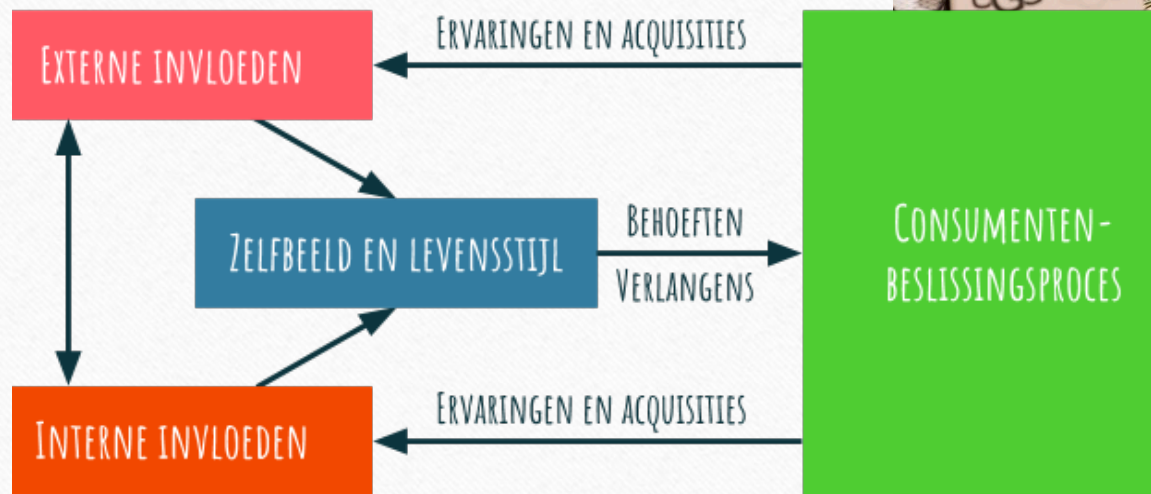 Ervaringen en acquisities
Externe invloeden
Behoeften
Zelfbeeld en levensstijl
Verlangens
Consumenten-
beslissingsproces
Ervaringen en acquisities
Interne invloeden